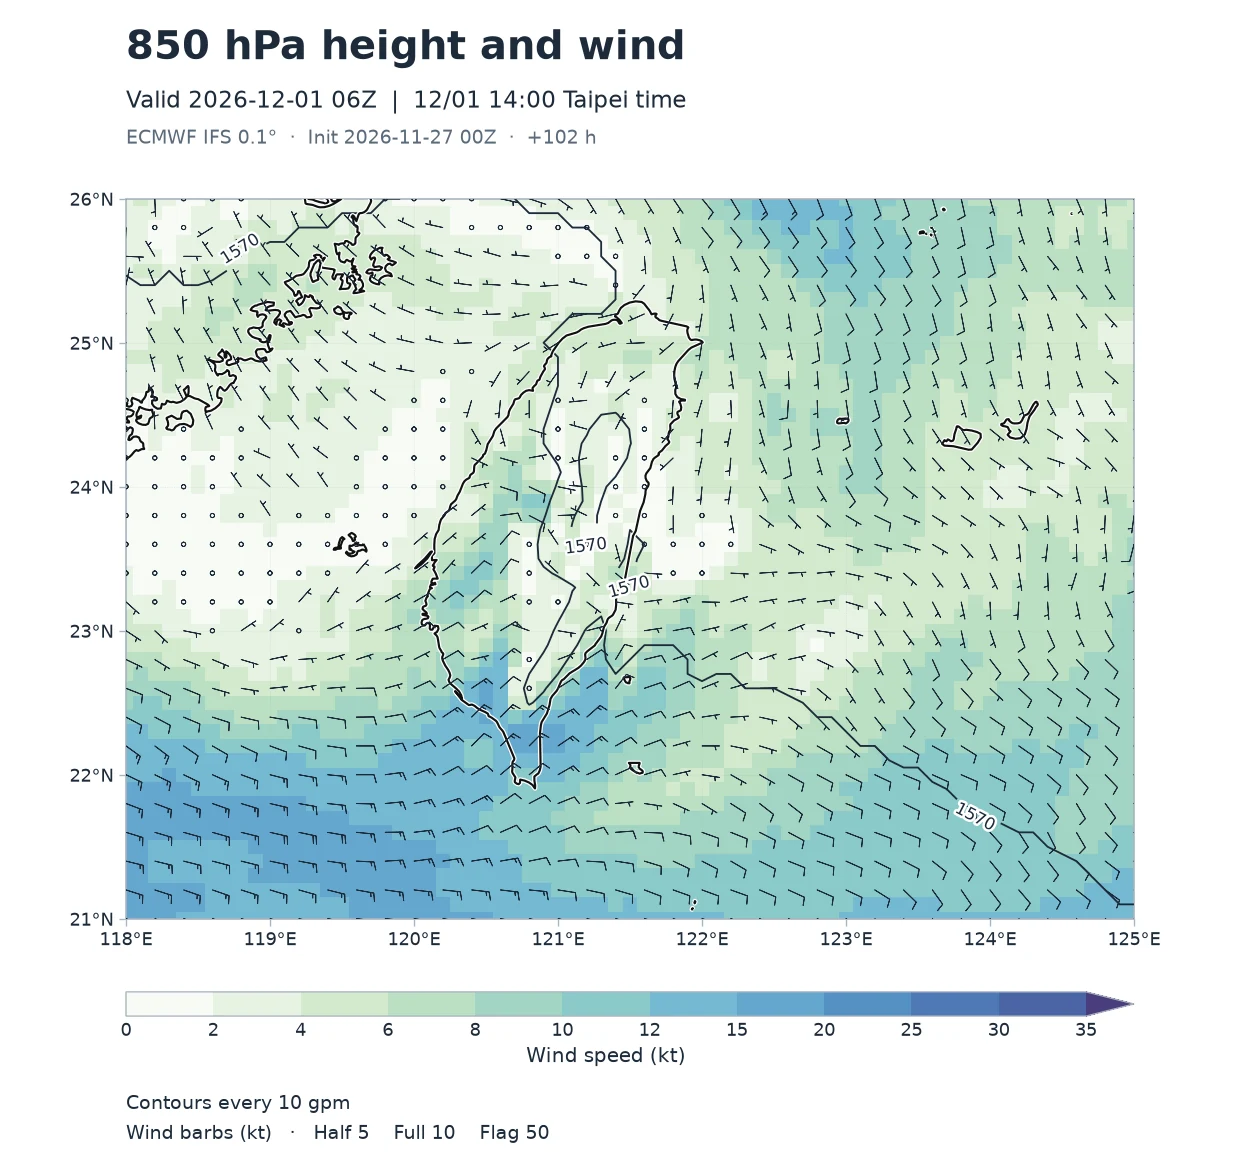 850 hPa height and wind
Valid 2026-12-01 06Z | 12/01 14:00 Taipei time
ECMWF IFS 0.1° · Init 2026-11-27 00Z · +102 h
26°N
1570
25°N
24°N
1570
1570
23°N
22°N
1570
21°N
118°E 119°E 120°E 121°E 122°E 123°E 124°E 125°E
0 2 4 6 8 10 12 15 20 25 30 35
Wind speed (kt)
Contours every 10 gpm
Wind barbs (kt) · Half 5 Full 10 Flag 50